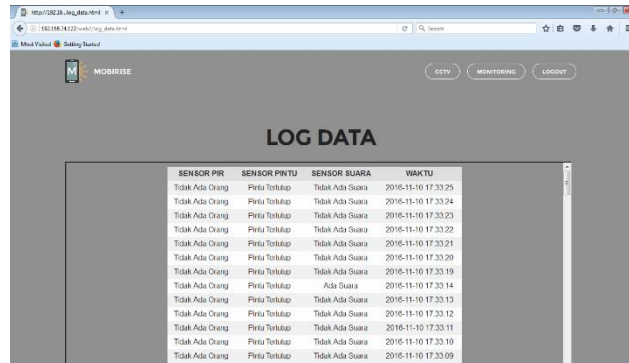 http://192.16...log_data.html
192.168.14.122/web1/log_data.html
Search
Most Visited Getting Started
M MOBIRISE
CCTV MONITORING LOGOUT
LOG DATA
SENSOR PIR SENSOR PINTU SENSOR SUARA WAKTU
Tidak Ada Orang Pintu Tertutup Tidak Ada Suara 2016-11-10 17:33:25
Tidak Ada Orang Pintu Tertutup Tidak Ada Suara 2016-11-10 17:33:24
Tidak Ada Orang Pintu Tertutup Tidak Ada Suara 2016-11-10 17:33:23
Tidak Ada Orang Pintu Tertutup Tidak Ada Suara 2016-11-10 17:33:22
Tidak Ada Orang Pintu Tertutup Tidak Ada Suara 2016-11-10 17:33:21
Tidak Ada Orang Pintu Tertutup Tidak Ada Suara 2016-11-10 17:33:20
Tidak Ada Orang Pintu Tertutup Tidak Ada Suara 2016-11-10 17:33:19
Tidak Ada Orang Pintu Tertutup Ada Suara 2016-11-10 17:33:14
Tidak Ada Orang Pintu Tertutup Tidak Ada Suara 2016-11-10 17:33:13
Tidak Ada Orang Pintu Tertutup Tidak Ada Suara 2016-11-10 17:33:12
Tidak Ada Orang Pintu Tertutup Tidak Ada Suara 2016-11-10 17:33:11
Tidak Ada Orang Pintu Tertutup Tidak Ada Suara 2016-11-10 17:33:10
Tidak Ada Orang Pintu Tertutup Tidak Ada Suara 2016-11-10 17:33:09